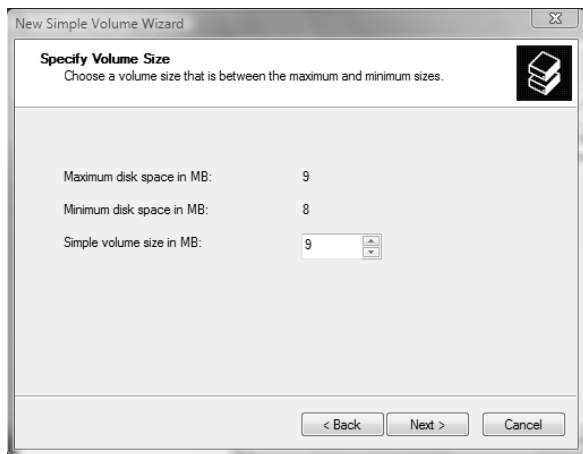 New Simple Volume Wizard
Specify Volume Size
Choose a volume size that is between the maximum and minimum sizes.
Maximum disk space in MB: 9
Minimum disk space in MB: 8
Simple volume size in MB: 9
< Back Next > Cancel